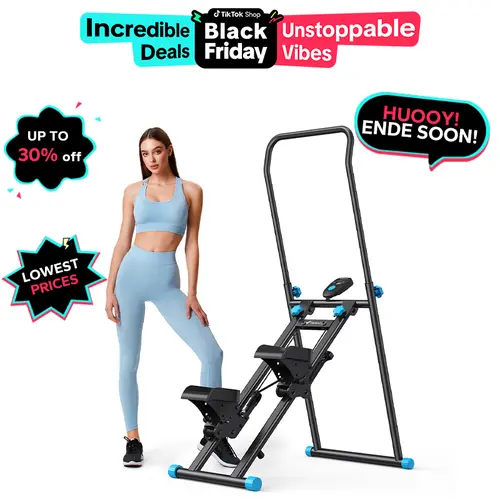 Incredible
Deals
TikTok Shop
Black
Friday
Unstoppable
Vibes
HUOOY!
ENDE SOON!
UP TO
30% off
LOWEST
PRICES